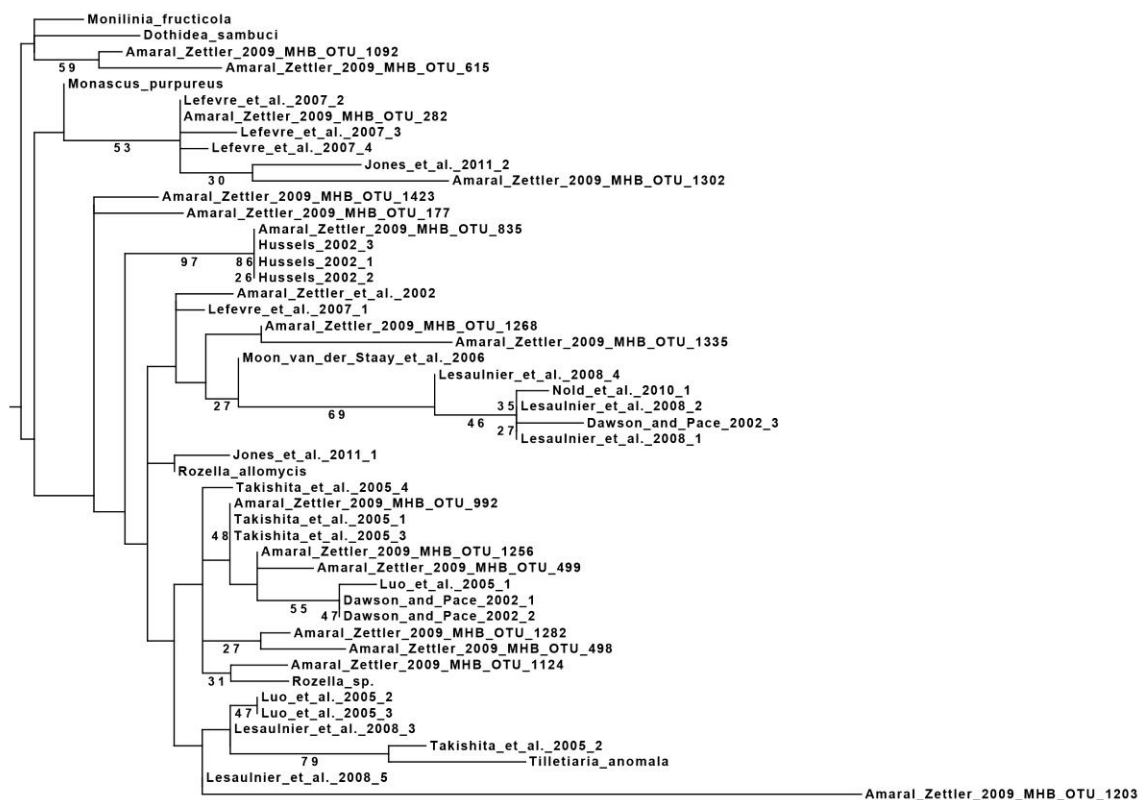 Monilinia_fructicola
Dothidea_sambuci
Amaral_Zettler_2009_MHB_OTU_1092
59
Amaral_Zettler_2009_MHB_OTU_615
Monascus_purpureus
Lefevre_et_al._2007_2
Amaral_Zettler_2009_MHB_OTU_282
Lefevre_et_al._2007_3
53
Lefevre_et_al._2007_4
Jones_et_al._2011_2
30
Amaral_Zettler_2009_MHB_OTU_1302
Amaral_Zettler_2009_MHB_OTU_1423
Amaral_Zettler_2009_MHB_OTU_177
Amaral_Zettler_2009_MHB_OTU_835
Hussels_2002_3
97 86 Hussels_2002_1
26 Hussels_2002_2
Amaral_Zettler_et_al._2002
Lefevre_et_al._2007_1
Amaral_Zettler_2009_MHB_OTU_1268
Amaral_Zettler_2009_MHB_OTU_1335
Moon_van_der_Staay_et_al._2006
Lesaulnier_et_al._2008_4
Nold_et_al._2010_1
27 69 35 Lesaulnier_et_al._2008_2
46 Dawson_and_Pace_2002_3
27 Lesaulnier_et_al._2008_1
Jones_et_al._2011_1
Rozella_allomycis
Takishita_et_al._2005_4
Amaral_Zettler_2009_MHB_OTU_992
Takishita_et_al._2005_1
48 Takishita_et_al._2005_3
Amaral_Zettler_2009_MHB_OTU_1256
Amaral_Zettler_2009_MHB_OTU_499
Luo_et_al._2005_1
55 Dawson_and_Pace_2002_1
47 Dawson_and_Pace_2002_2
Amaral_Zettler_2009_MHB_OTU_1282
27 Amaral_Zettler_2009_MHB_OTU_498
Amaral_Zettler_2009_MHB_OTU_1124
31 Rozella_sp.
Luo_et_al._2005_2
47 Luo_et_al._2005_3
Lesaulnier_et_al._2008_3
Takishita_et_al._2005_2
79 Tilletiaria_anomala
Lesaulnier_et_al._2008_5
Amaral_Zettler_2009_MHB_OTU_1203